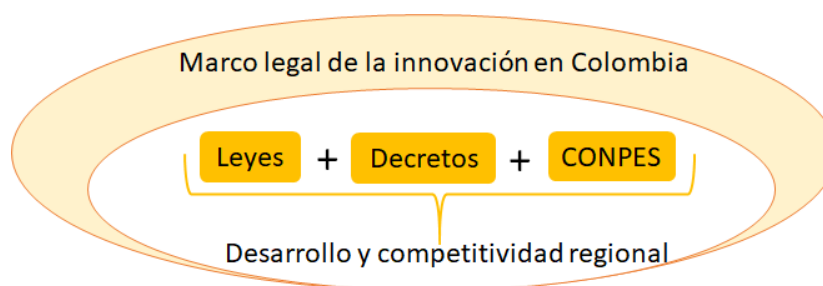 Marco legal de la innovación en Colombia
Leyes + Decretos + CONPES
Desarrollo y competitividad regional